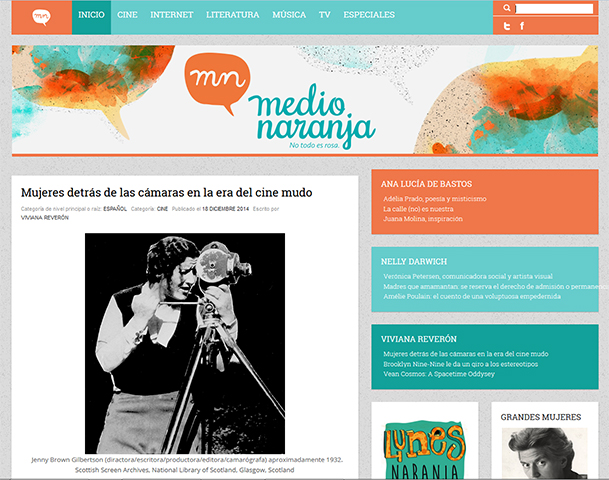 mn
INICIO CINE INTERNET LITERATURA MÚSICA TV ESPECIALES
mn
medio
naranja
No todo es rosa.
Mujeres detrás de las cámaras en la era del cine mudo
Categoría de nivel principal o raíz: ESPAÑOL Categoría: CINE Publicado el 18 DICIEMBRE 2014 Escrito por
VIVIANA REVERÓN
Jenny Brown Gilbertson (directora/escritora/productora/editora/camarógrafa) aproximadamente 1932.
Scottish Screen Archives, National Library of Scotland, Glasgow, Scotland
ANA LUCÍA DE BASTOS
Adélia Prado, poesía y misticismo
La calle (no) es nuestra
Juana Molina, inspiración
NELLY DARWICH
Verónica Petersen, comunicadora social y artista visual
Madres que amamantan: se reserva el derecho de admisión o permanenc
Amélie Poulain: el cuento de una voluptuosa empedernida
VIVIANA REVERÓN
Mujeres detrás de las cámaras en la era del cine mudo
Brooklyn Nine-Nine le da un giro a los estereotipos
Vean Cosmos: A Spacetime Oddysey
LUNES
NARANJA
GRANDES MUJERES